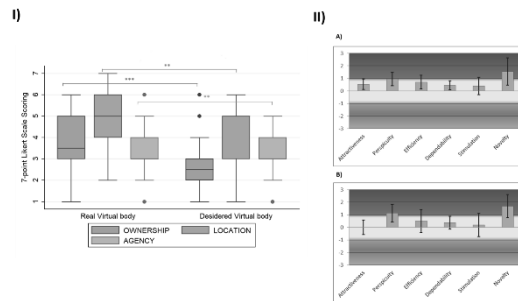 I)
7-point Likert Scale Scoring
7
6
5
4
3
2
1
***
**
**
Real Virtual body
Desidered Virtual body
OWNERSHIP
LOCATION
AGENCY
II)
A)
3
2
1
0
-1
-2
-3
Attractiveness
Perspicuity
Efficiency
Dependability
Stimulation
Novelty
B)
3
2
1
0
-1
-2
-3
Attractiveness
Perspicuity
Efficiency
Dependability
Stimulation
Novelty